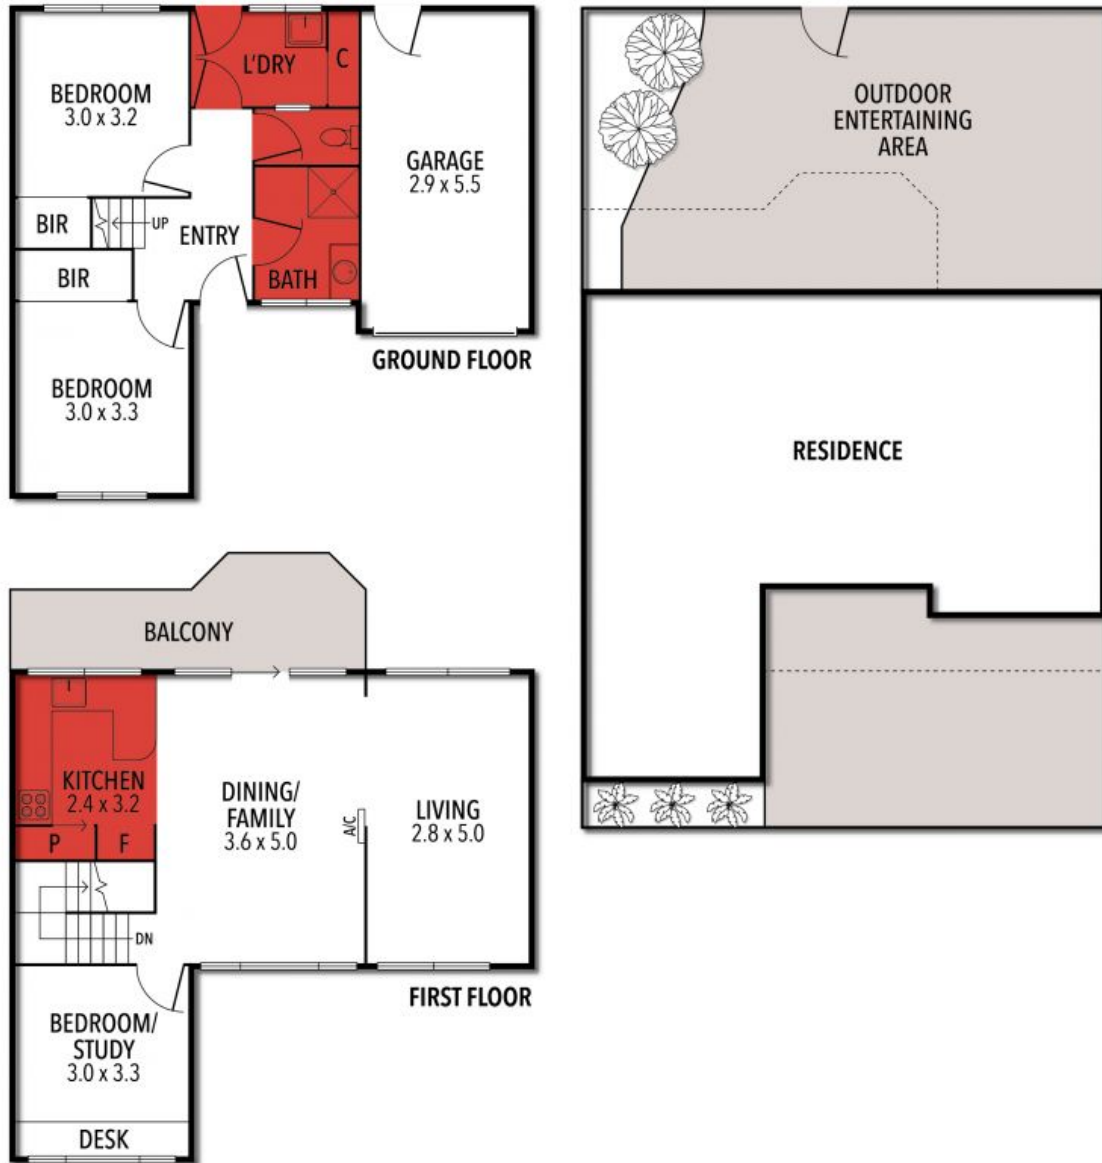 BEDROOM
3.0 x 3.2
L'DRY
C
GARAGE
2.9 x 5.5
BIR
UP
ENTRY
BIR
BATH
BEDROOM
3.0 x 3.3
GROUND FLOOR
OUTDOOR
ENTERTAINING
AREA
RESIDENCE
BALCONY
KITCHEN
2.4 x 3.2
P
F
DINING/
FAMILY
3.6 x 5.0
A/C
LIVING
2.8 x 5.0
DN
BEDROOM/
STUDY
3.0 x 3.3
DESK
FIRST FLOOR